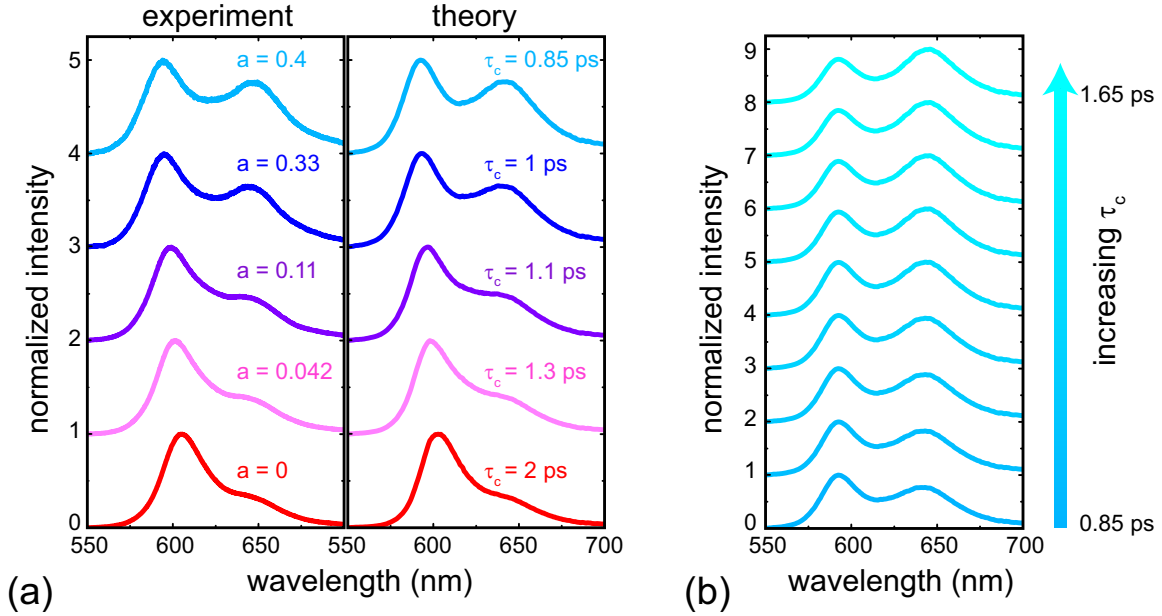 experiment
theory
normalized intensity
5
4
3
2
1
0
a = 0.4
a = 0.33
a = 0.11
a = 0.042
a = 0
τc = 0.85 ps
τc = 1 ps
τc = 1.1 ps
τc = 1.3 ps
τc = 2 ps
550 600 650 550 600 650 700
wavelength (nm)
(a)
normalized intensity
9
8
7
6
5
4
3
2
1
0
550 600 650 700
wavelength (nm)
1.65 ps
increasing τc
0.85 ps
(b)